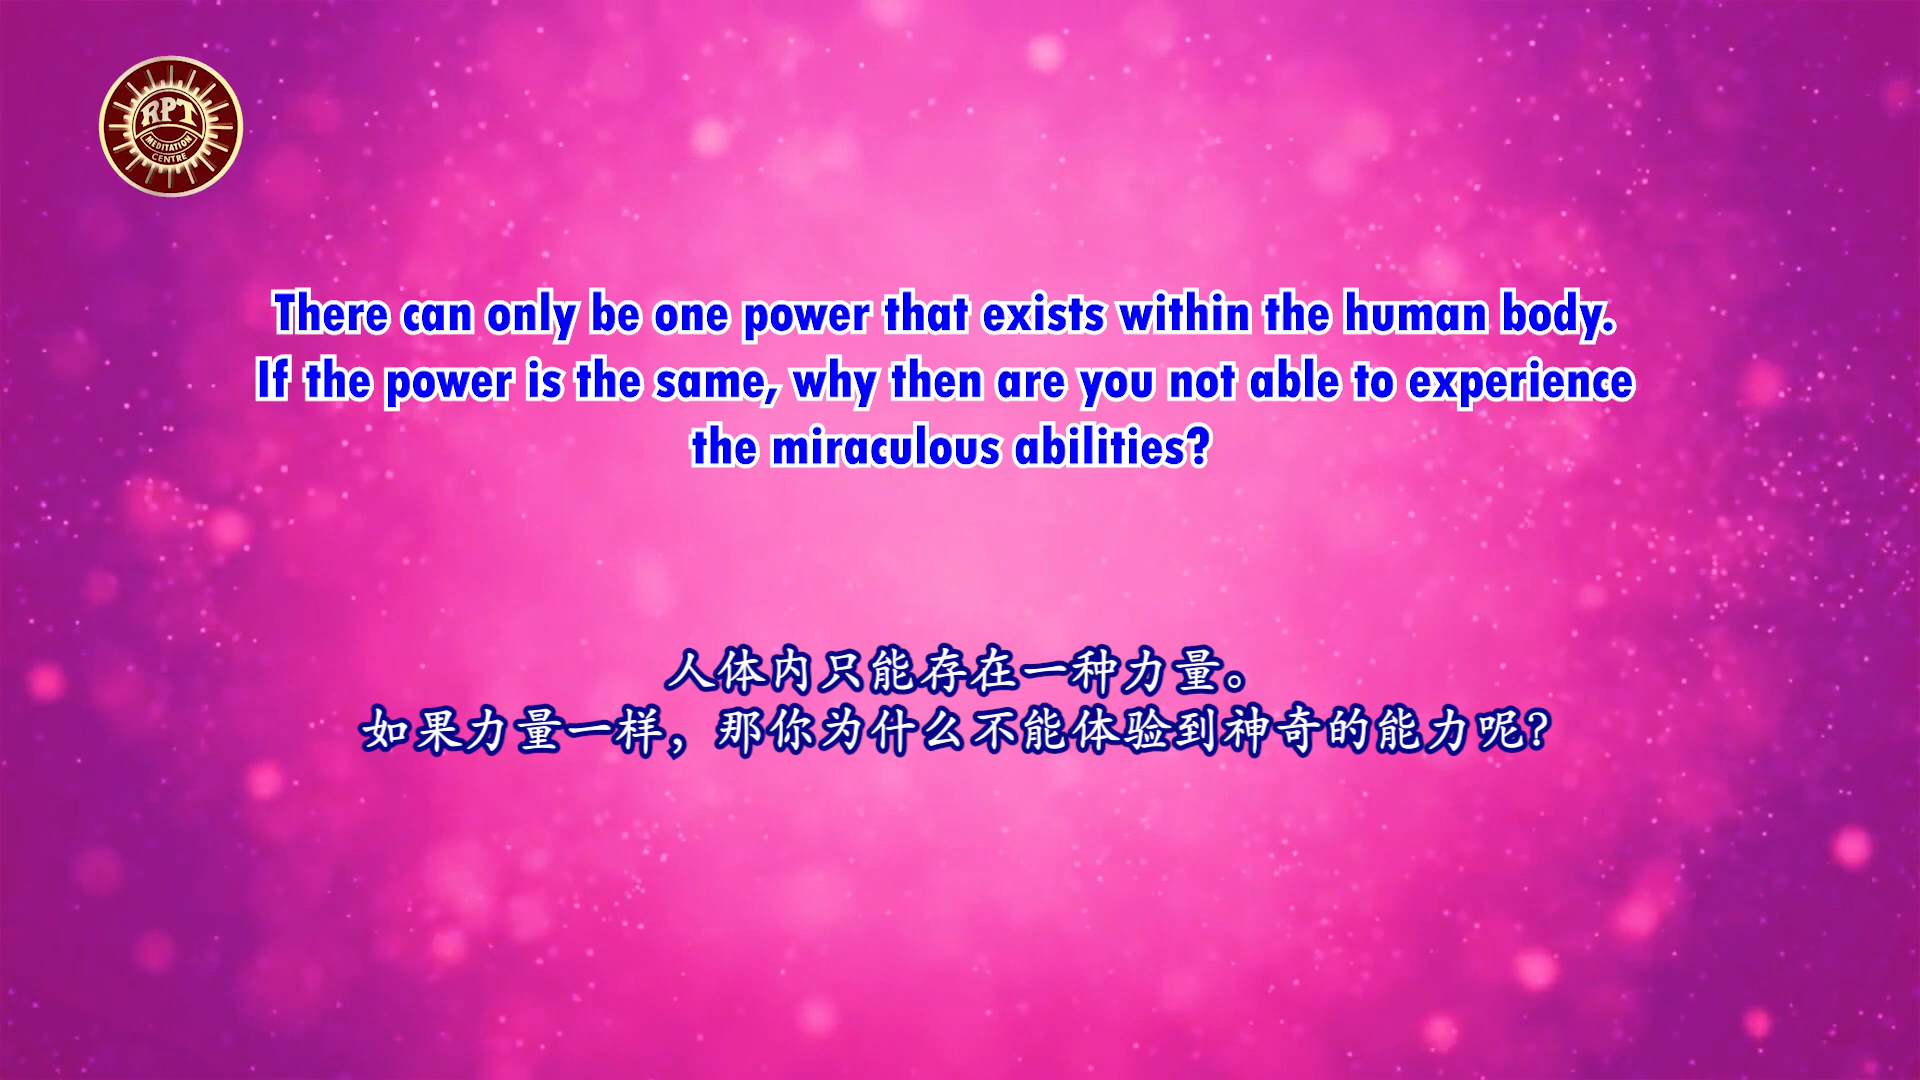 RPT
MEDITATION
CENTRE
There can only be one power that exists within the human body.
If the power is the same, why then are you not able to experience
the miraculous abilities?
人体内只能存在一种力量。
如果力量一样，那你为什么不能体验到神奇的能力呢？